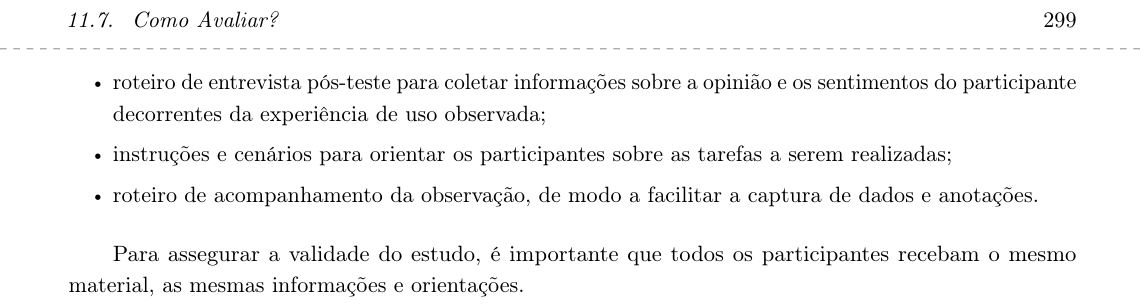 11.7. Como Avaliar? 299
• roteiro de entrevista pós-teste para coletar informações sobre a opinião e os sentimentos do participante
decorrentes da experiência de uso observada;
• instruções e cenários para orientar os participantes sobre as tarefas a serem realizadas;
• roteiro de acompanhamento da observação, de modo a facilitar a captura de dados e anotações.
Para assegurar a validade do estudo, é importante que todos os participantes recebam o mesmo
material, as mesmas informações e orientações.